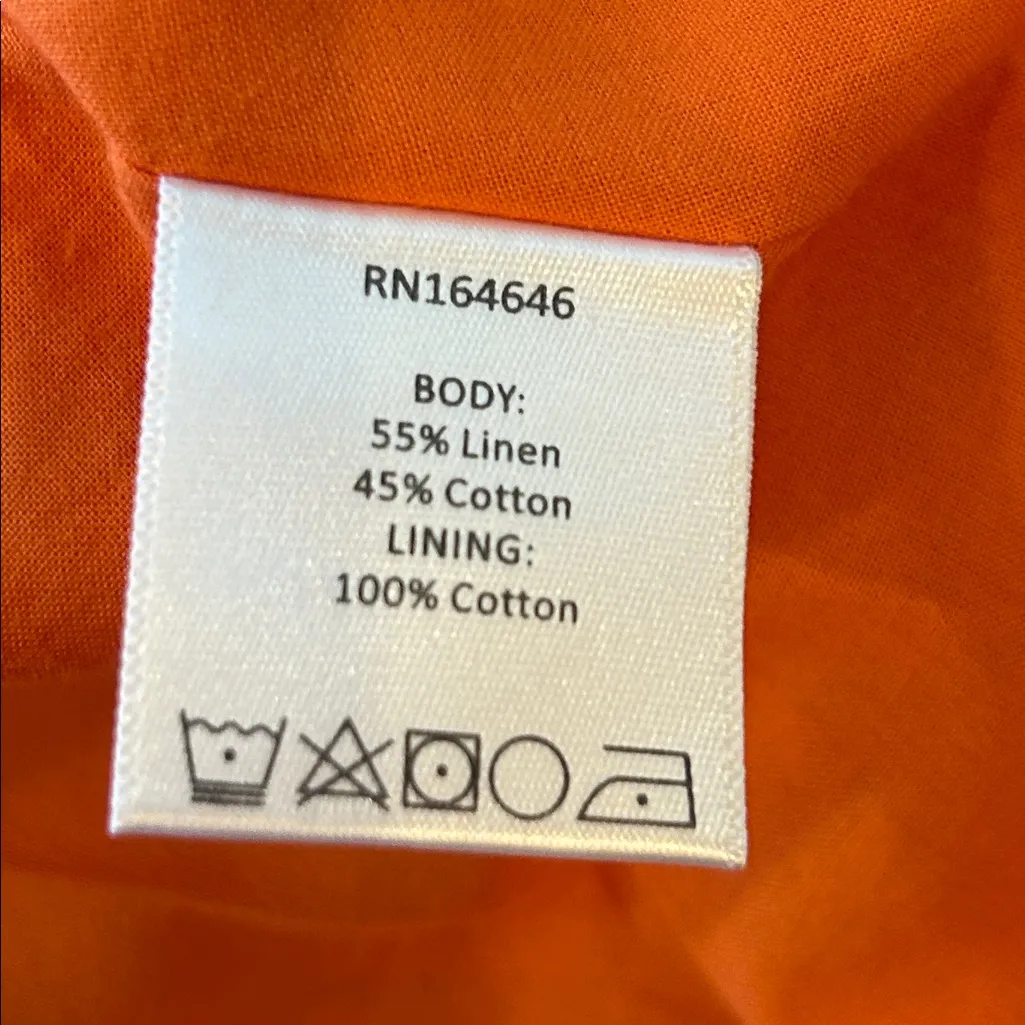 RN164646
BODY:
55% Linen
45% Cotton
LINING:
100% Cotton